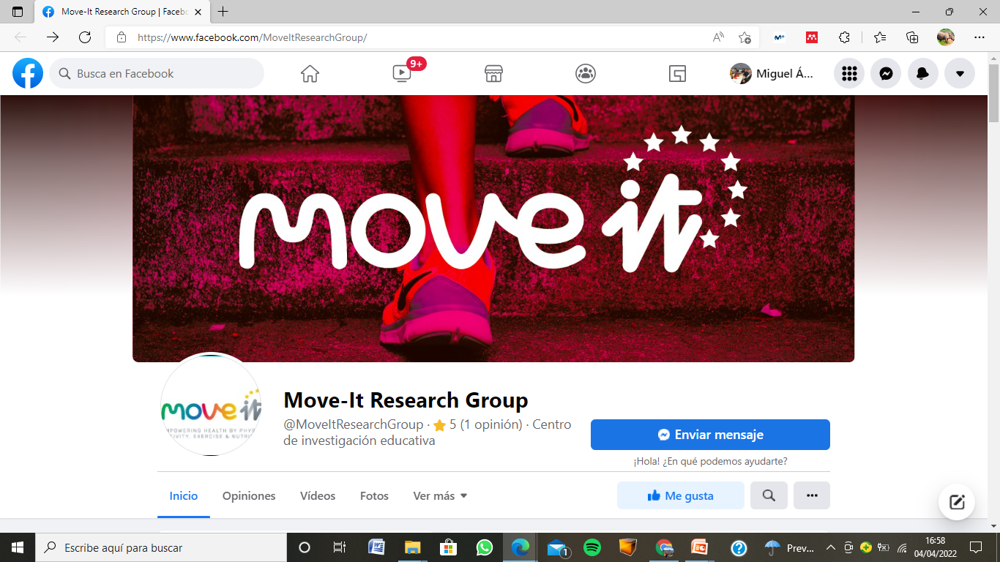 Move-It Research Group | Faceb
https://www.facebook.com/MoveItResearchGroup/
Busca en Facebook
9+
Miguel Á...
move it
move it
MPOWERING HEALTH BY PHYS
TIVITY, EXERCISE & NUTRI
Move-It Research Group
@MoveItResearchGroup · 5 (1 opinión) · Centro
de investigación educativa
Enviar mensaje
¡Hola! ¿En qué podemos ayudarte?
Inicio Opiniones Vídeos Fotos Ver más
Me gusta
Escribe aquí para buscar
1
Prev...
16:58
04/04/2022